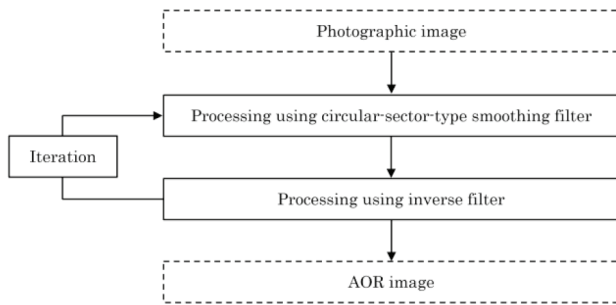 Photographic image
Processing using circular-sector-type smoothing filter
Iteration
Processing using inverse filter
AOR image